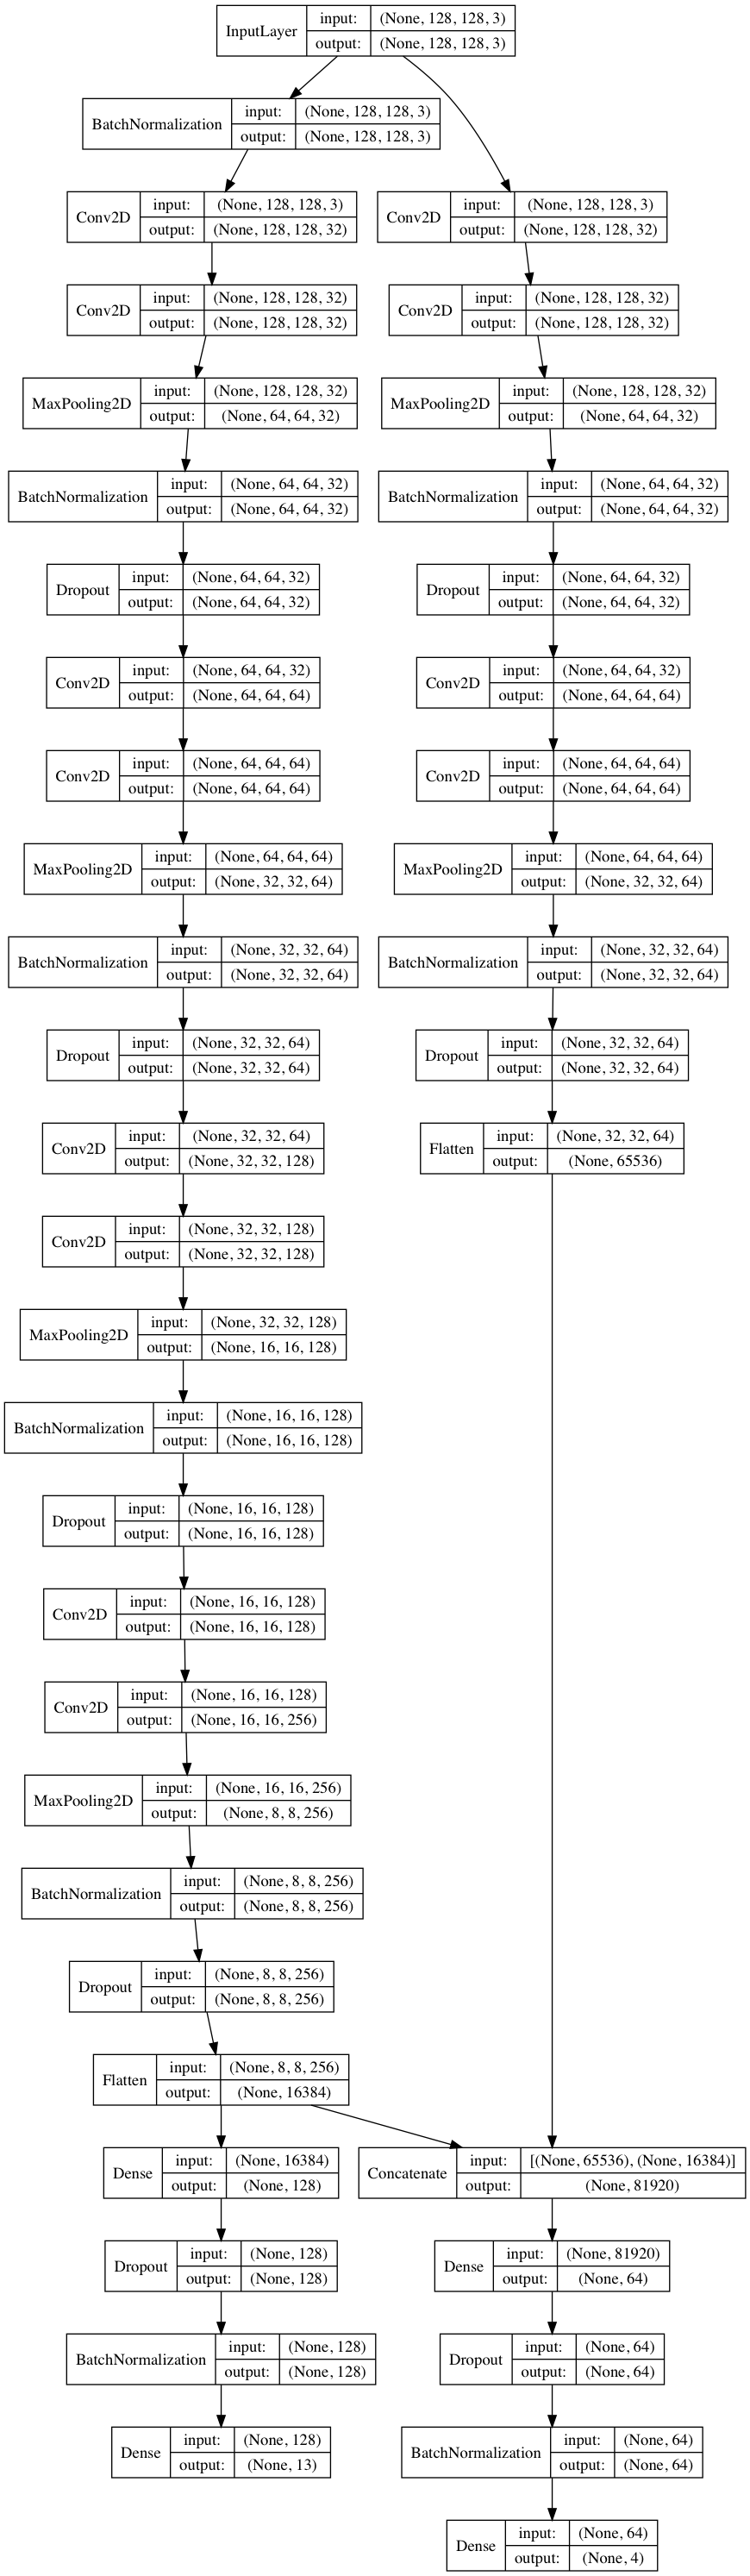 InputLayer input: (None, 128, 128, 3)
output: (None, 128, 128, 3)
BatchNormalization input: (None, 128, 128, 3)
output: (None, 128, 128, 3)
Conv2D input: (None, 128, 128, 3)
output: (None, 128, 128, 32)
Conv2D input: (None, 128, 128, 3)
output: (None, 128, 128, 32)
Conv2D input: (None, 128, 128, 32)
output: (None, 128, 128, 32)
Conv2D input: (None, 128, 128, 32)
output: (None, 128, 128, 32)
MaxPooling2D input: (None, 128, 128, 32)
output: (None, 64, 64, 32)
MaxPooling2D input: (None, 128, 128, 32)
output: (None, 64, 64, 32)
BatchNormalization input: (None, 64, 64, 32)
output: (None, 64, 64, 32)
BatchNormalization input: (None, 64, 64, 32)
output: (None, 64, 64, 32)
Dropout input: (None, 64, 64, 32)
output: (None, 64, 64, 32)
Dropout input: (None, 64, 64, 32)
output: (None, 64, 64, 32)
Conv2D input: (None, 64, 64, 32)
output: (None, 64, 64, 64)
Conv2D input: (None, 64, 64, 32)
output: (None, 64, 64, 64)
Conv2D input: (None, 64, 64, 64)
output: (None, 64, 64, 64)
Conv2D input: (None, 64, 64, 64)
output: (None, 64, 64, 64)
MaxPooling2D input: (None, 64, 64, 64)
output: (None, 32, 32, 64)
MaxPooling2D input: (None, 64, 64, 64)
output: (None, 32, 32, 64)
BatchNormalization input: (None, 32, 32, 64)
output: (None, 32, 32, 64)
BatchNormalization input: (None, 32, 32, 64)
output: (None, 32, 32, 64)
Dropout input: (None, 32, 32, 64)
output: (None, 32, 32, 64)
Dropout input: (None, 32, 32, 64)
output: (None, 32, 32, 64)
Conv2D input: (None, 32, 32, 64)
output: (None, 32, 32, 128)
Flatten input: (None, 32, 32, 64)
output: (None, 65536)
Conv2D input: (None, 32, 32, 128)
output: (None, 32, 32, 128)
MaxPooling2D input: (None, 32, 32, 128)
output: (None, 16, 16, 128)
BatchNormalization input: (None, 16, 16, 128)
output: (None, 16, 16, 128)
Dropout input: (None, 16, 16, 128)
output: (None, 16, 16, 128)
Conv2D input: (None, 16, 16, 128)
output: (None, 16, 16, 128)
Conv2D input: (None, 16, 16, 128)
output: (None, 16, 16, 256)
MaxPooling2D input: (None, 16, 16, 256)
output: (None, 8, 8, 256)
BatchNormalization input: (None, 8, 8, 256)
output: (None, 8, 8, 256)
Dropout input: (None, 8, 8, 256)
output: (None, 8, 8, 256)
Flatten input: (None, 8, 8, 256)
output: (None, 16384)
Dense input: (None, 16384)
output: (None, 128)
Concatenate input: [(None, 65536), (None, 16384)]
output: (None, 81920)
Dropout input: (None, 128)
output: (None, 128)
Dense input: (None, 81920)
output: (None, 64)
BatchNormalization input: (None, 128)
output: (None, 128)
Dropout input: (None, 64)
output: (None, 64)
Dense input: (None, 128)
output: (None, 13)
BatchNormalization input: (None, 64)
output: (None, 64)
Dense input: (None, 64)
output: (None, 4)